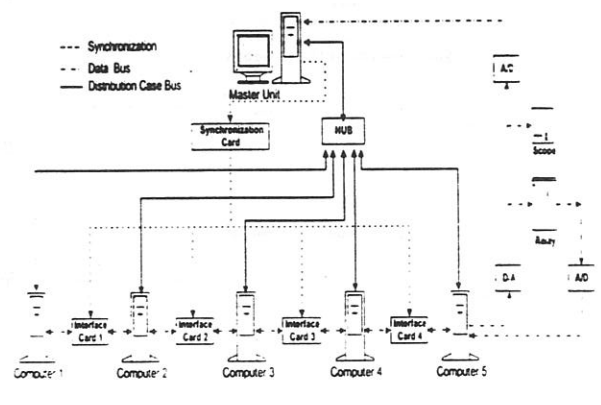 Synchronization
Data Bus
Distribution Case Bus
Master Unit
A/C
Synchronization
Card
HUB
Scope
D/A
A/D
Interface
Card 1
Interface
Card 2
Interface
Card 3
Interface
Card 4
Computer 1
Computer 2
Computer 3
Computer 4
Computer 5